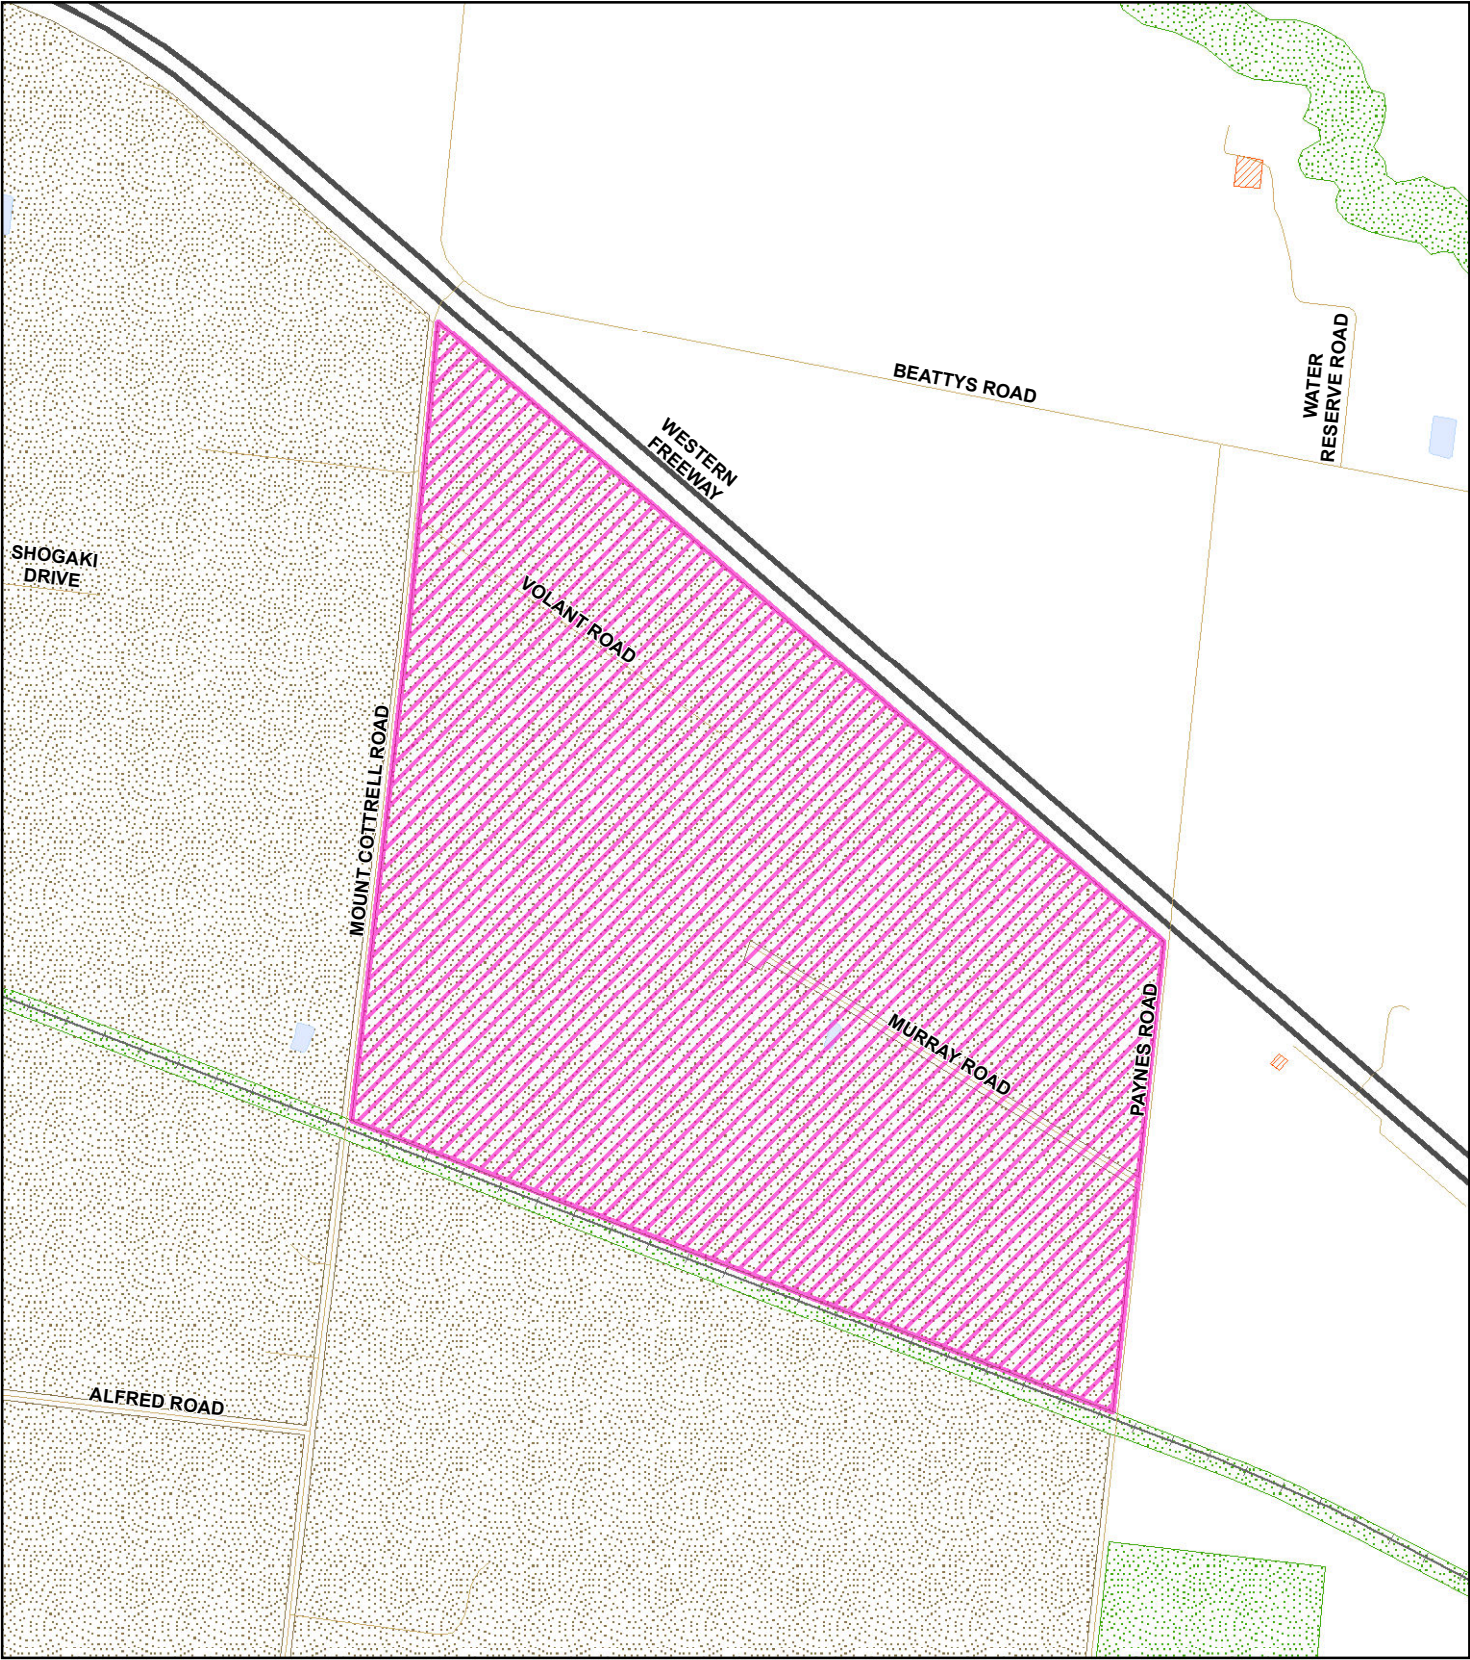 BEATTYS ROAD
WATER
RESERVE ROAD
WESTERN
FREEWAY
SHOGAKI
DRIVE
VOLANT ROAD
MOUNT COTTRELL ROAD
MURRAY ROAD
PAYNES ROAD
ALFRED ROAD